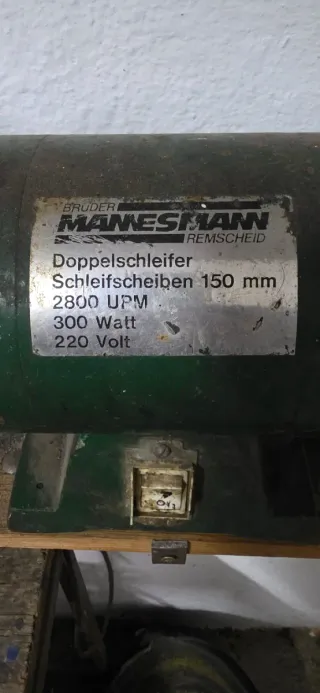 BRÜDER
MANNESMANN
REMSCHEID
Doppelschleifer
Schleifscheiben 150 mm
2800 UPM
300 Watt
220 Volt